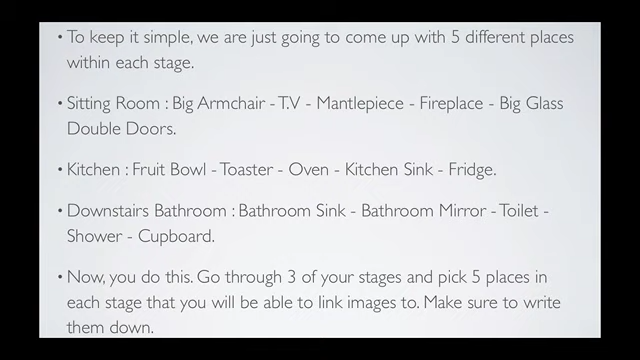 • To keep it simple, we are just going to come up with 5 different places
within each stage.
• Sitting Room : Big Armchair - T.V - Mantlepiece - Fireplace - Big Glass
Double Doors.
• Kitchen : Fruit Bowl - Toaster - Oven - Kitchen Sink - Fridge.
• Downstairs Bathroom : Bathroom Sink - Bathroom Mirror - Toilet -
Shower - Cupboard.
• Now, you do this. Go through 3 of your stages and pick 5 places in
each stage that you will be able to link images to. Make sure to write
them down.